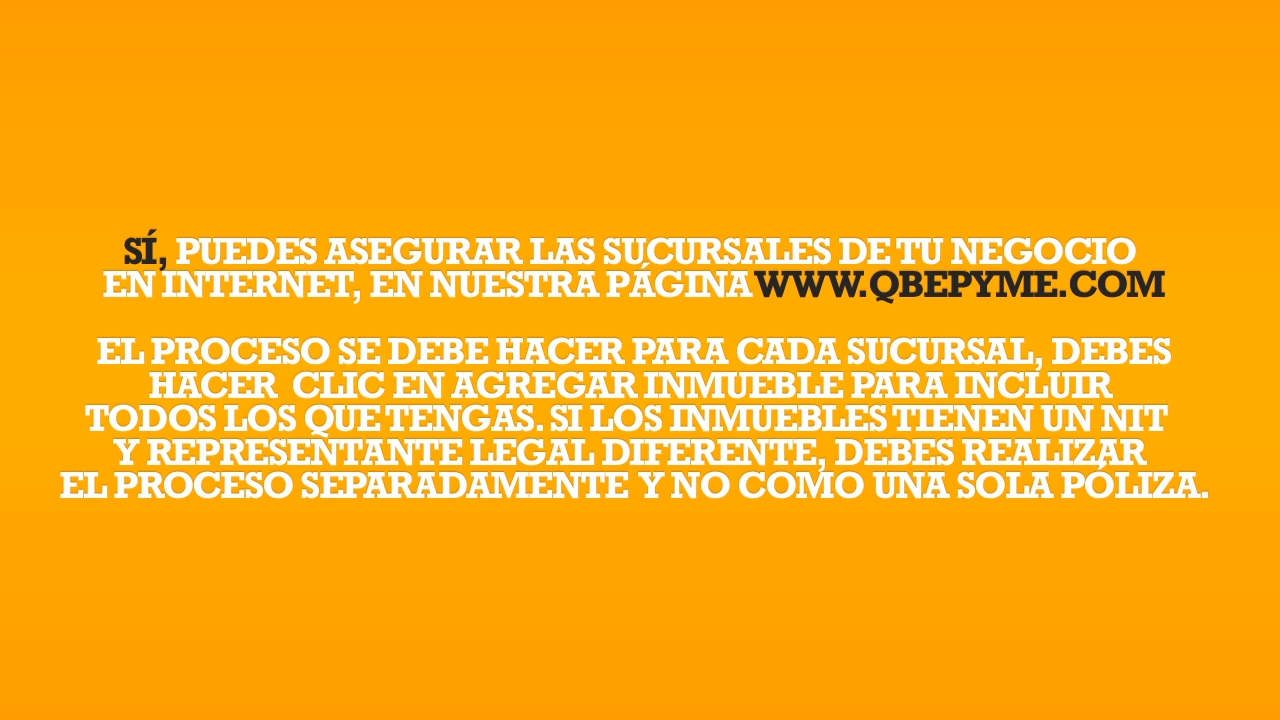 SÍ, PUEDES ASEGURAR LAS SUCURSALES DE TU NEGOCIO
EN INTERNET, EN NUESTRA PÁGINA WWW.QBEPYME.COM
EL PROCESO SE DEBE HACER PARA CADA SUCURSAL, DEBES
HACER CLIC EN AGREGAR INMUEBLE PARA INCLUIR
TODOS LOS QUE TENGAS. SI LOS INMUEBLES TIENEN UN NIT
Y REPRESENTANTE LEGAL DIFERENTE, DEBES REALIZAR
EL PROCESO SEPARADAMENTE Y NO COMO UNA SOLA PÓLIZA.